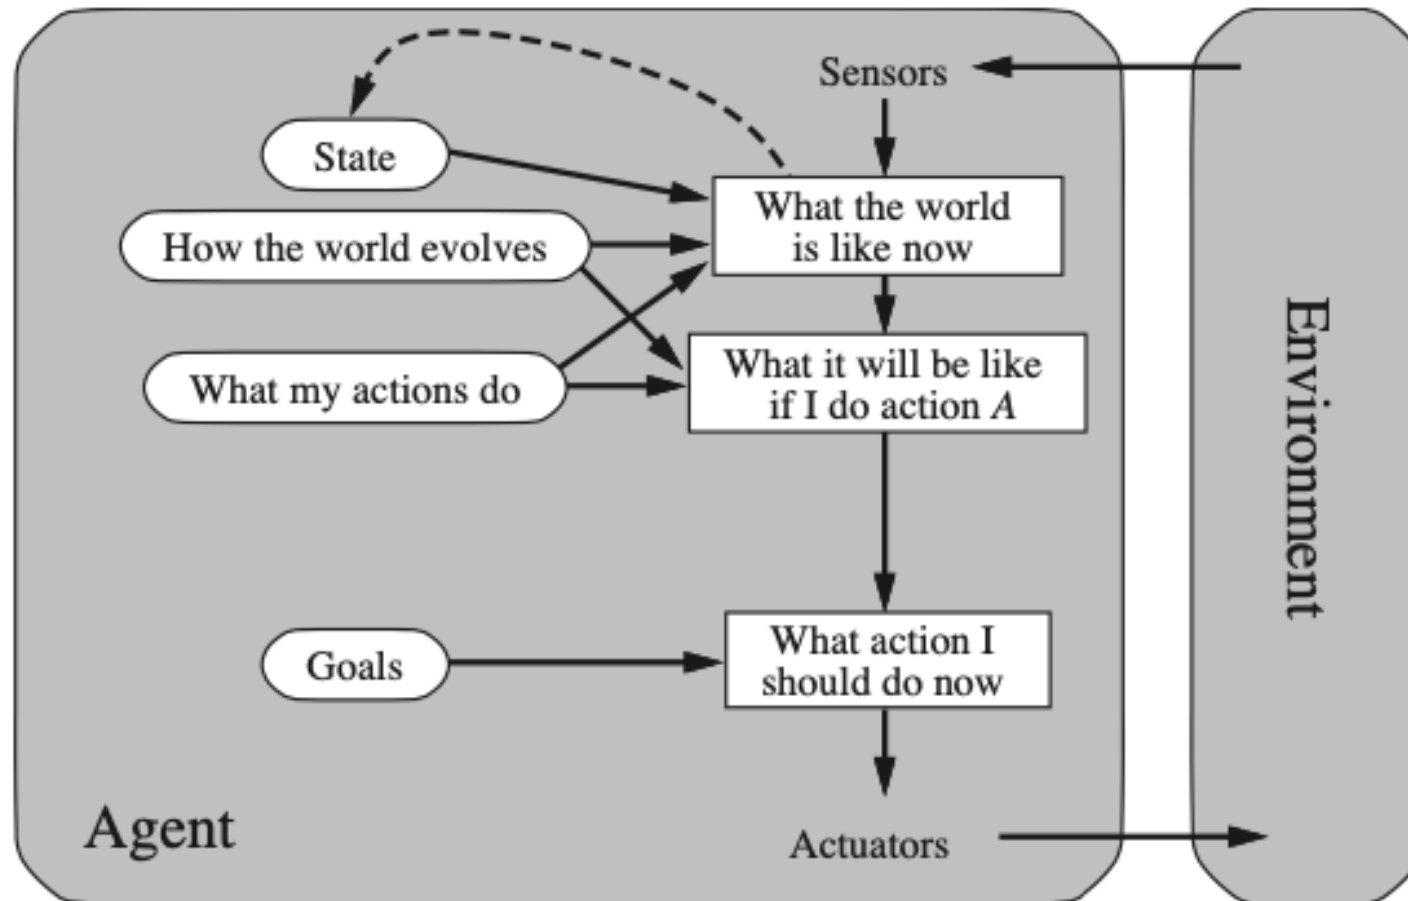 Sensors
State
What the world
is like now
How the world evolves
What it will be like
if I do action A
What my actions do
Environment
What action I
should do now
Goals
Agent
Actuators